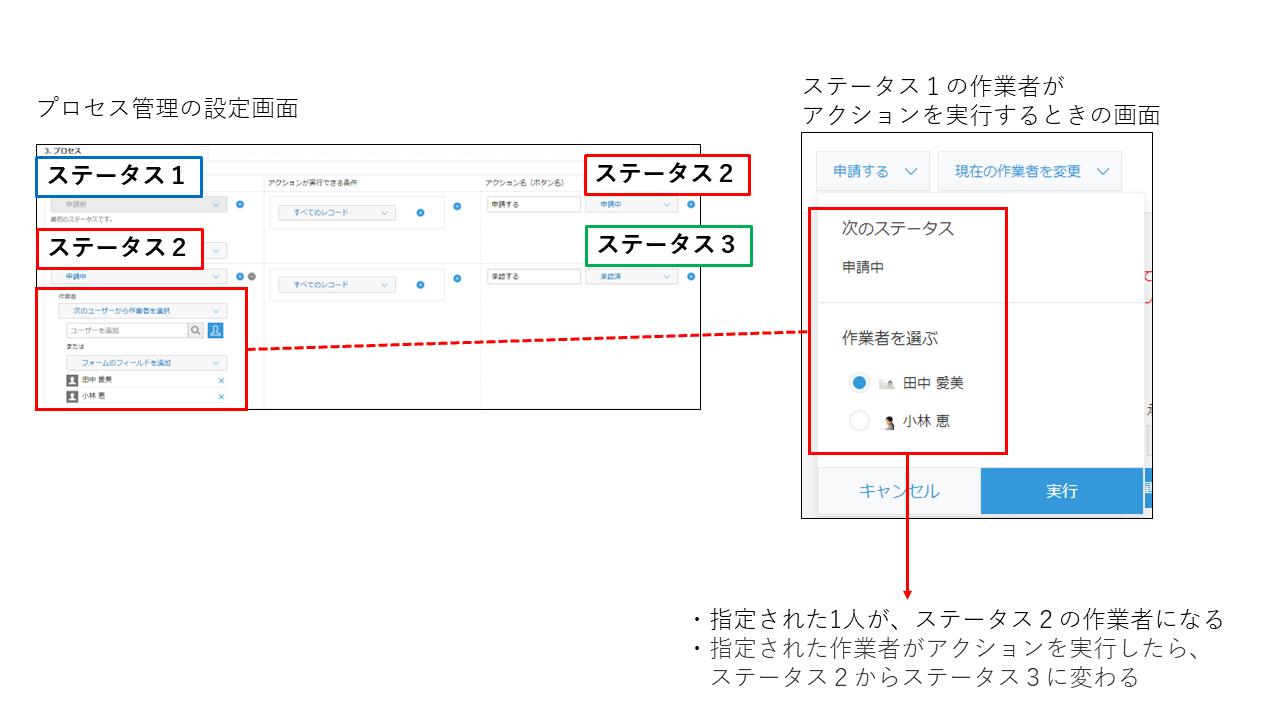 ステータス１の作業者が
アクションを実行するときの画面
プロセス管理の設定画面
3. プロセス
ステータス１
アクションが実行できる条件
アクション名（ボタン名）
ステータス２
申請前
すべてのレコード
申請する
申請中
最初のステータスです。
ステータス２
ステータス３
申請中
すべてのレコード
承認する
承認済
作業者
次のユーザーから作業者を選択
ユーザーを追加
または
フォームのフィールドを追加
田中 愛美
小林 恵
申請する
現在の作業者を変更
次のステータス
申請中
作業者を選ぶ
田中 愛美
小林 恵
キャンセル
実行
・指定された1人が、ステータス２の作業者になる
・指定された作業者がアクションを実行したら、
ステータス２からステータス３に変わる